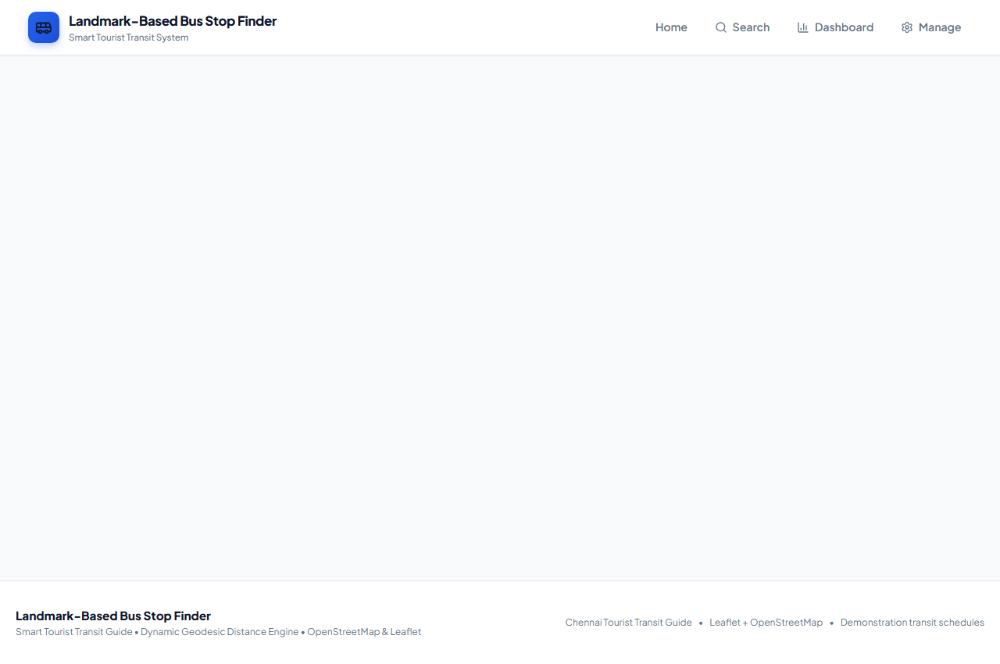 Landmark-Based Bus Stop Finder
Smart Tourist Transit System
Home
Search
Dashboard
Manage
Landmark-Based Bus Stop Finder
Smart Tourist Transit Guide • Dynamic Geodesic Distance Engine • OpenStreetMap & Leaflet
Chennai Tourist Transit Guide • Leaflet + OpenStreetMap • Demonstration transit schedules